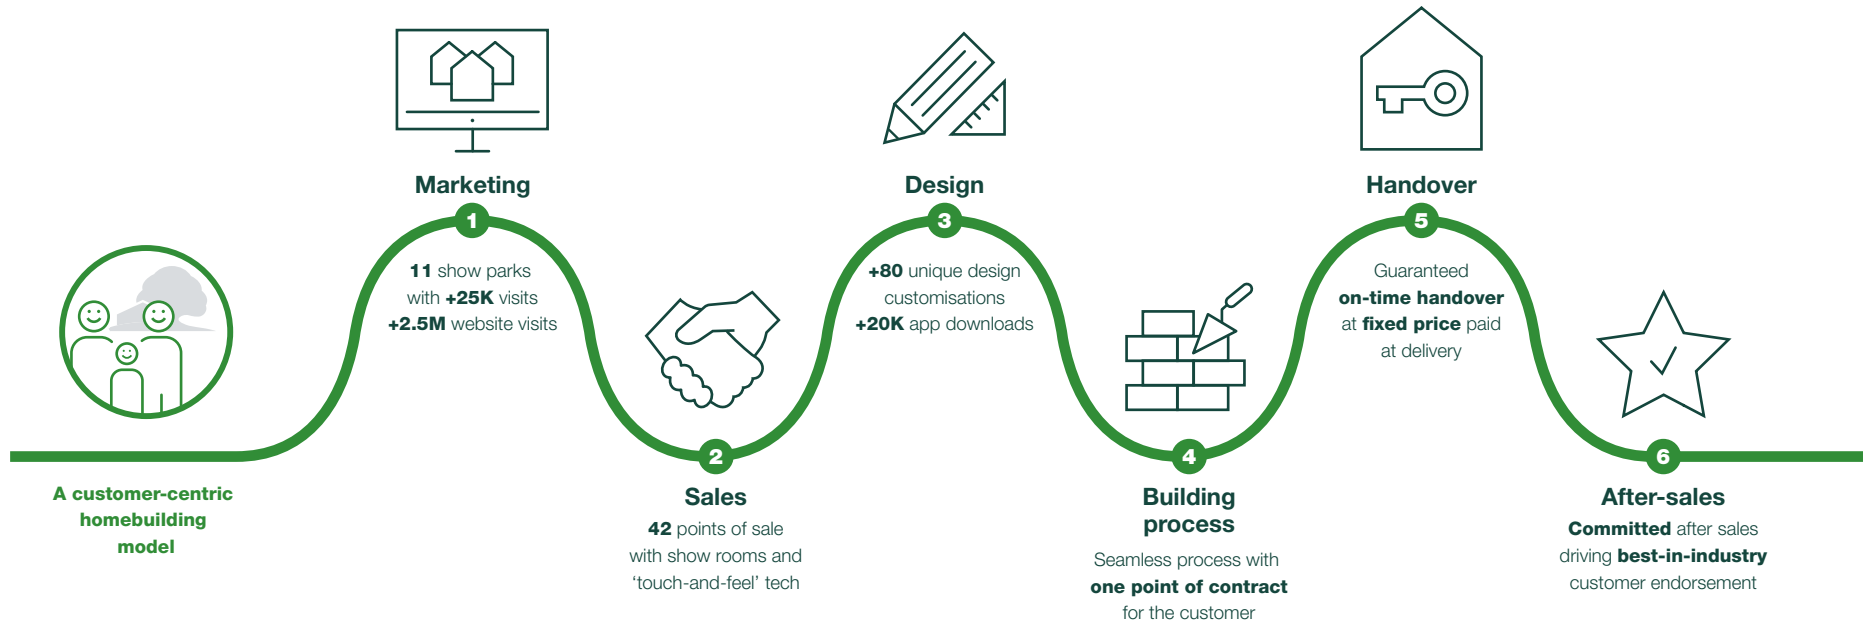 A customer-centric
homebuilding
model
Marketing
1
11 show parks
with +25K visits
+2.5M website visits
2
Sales
42 points of sale
with show rooms and
‘touch-and-feel’ tech
Design
3
+80 unique design
customisations
+20K app downloads
4
Building
process
Seamless process with
one point of contract
for the customer
Handover
5
Guaranteed
on-time handover
at fixed price paid
at delivery
6
After-sales
Committed after sales
driving best-in-industry
customer endorsement